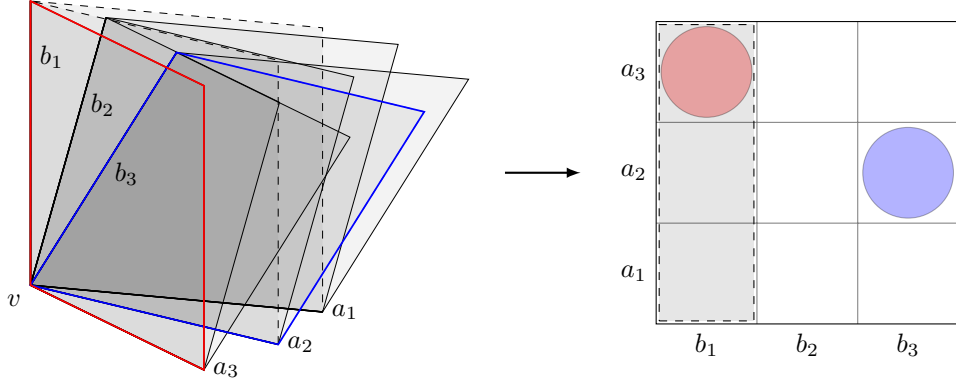 b₁
b₂
b₃
v
a₁
a₂
a₃
a₃
a₂
a₁
b₁ b₂ b₃